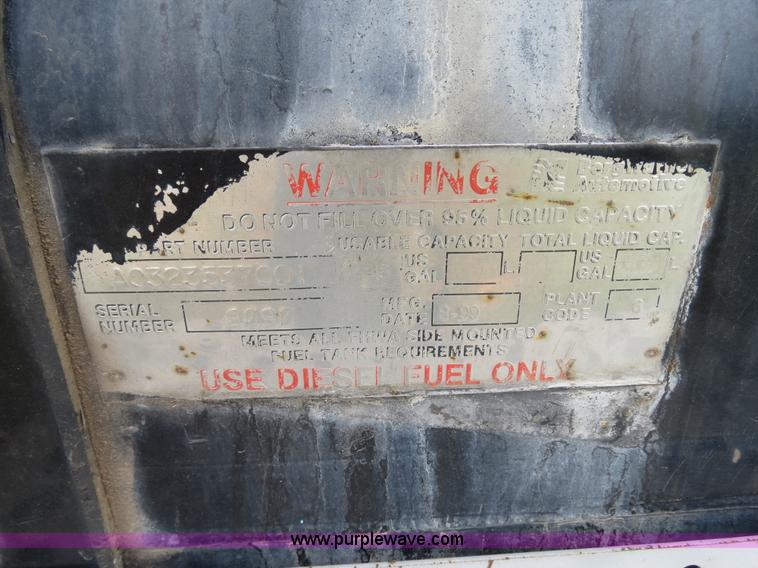 WARNING
Automotive
DO NOT FILL OVER 95% LIQUID CAPACITY
PART NUMBER USABLE CAPACITY TOTAL LIQUID CAP.
US GAL L US GAL L
SERIAL NUMBER MFG. DATE PLANT CODE
MEETS ALL FHWA SIDE MOUNTED
FUEL TANK REQUIREMENTS
USE DIESEL FUEL ONLY
www.purplewave.com